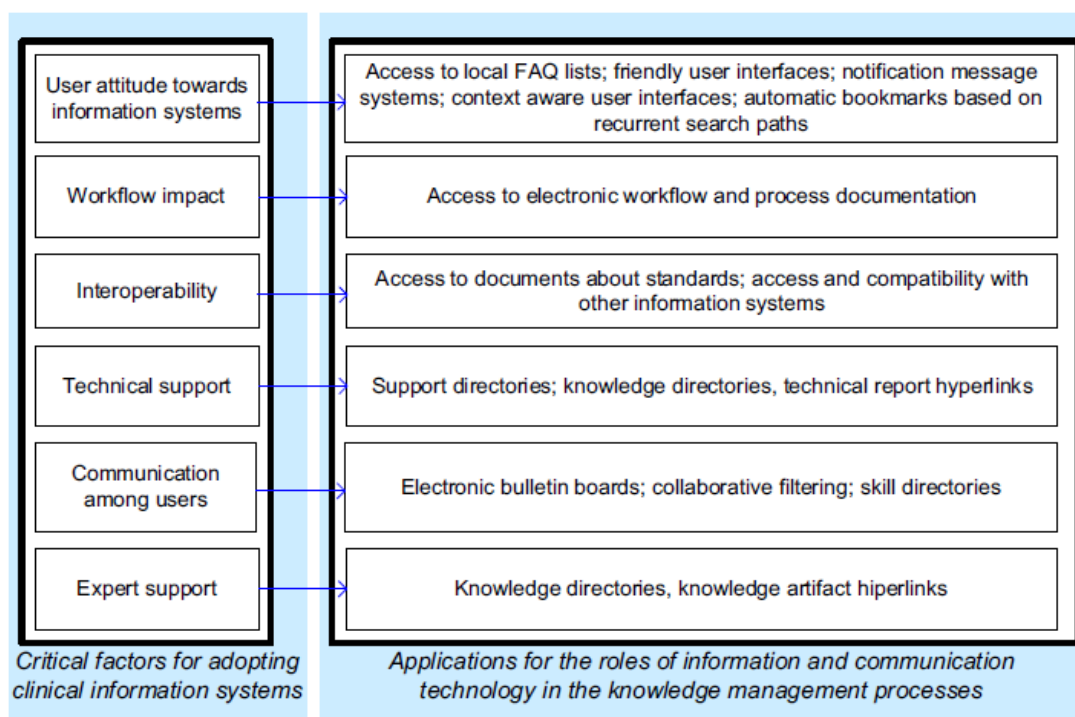 User attitude towards
information systems
Access to local FAQ lists; friendly user interfaces; notification message
systems; context aware user interfaces; automatic bookmarks based on
recurrent search paths
Workflow impact
Access to electronic workflow and process documentation
Interoperability
Access to documents about standards; access and compatibility with
other information systems
Technical support
Support directories; knowledge directories, technical report hyperlinks
Communication
among users
Electronic bulletin boards; collaborative filtering; skill directories
Expert support
Knowledge directories, knowledge artifact hiperlinks
Critical factors for adopting
clinical information systems
Applications for the roles of information and communication
technology in the knowledge management processes